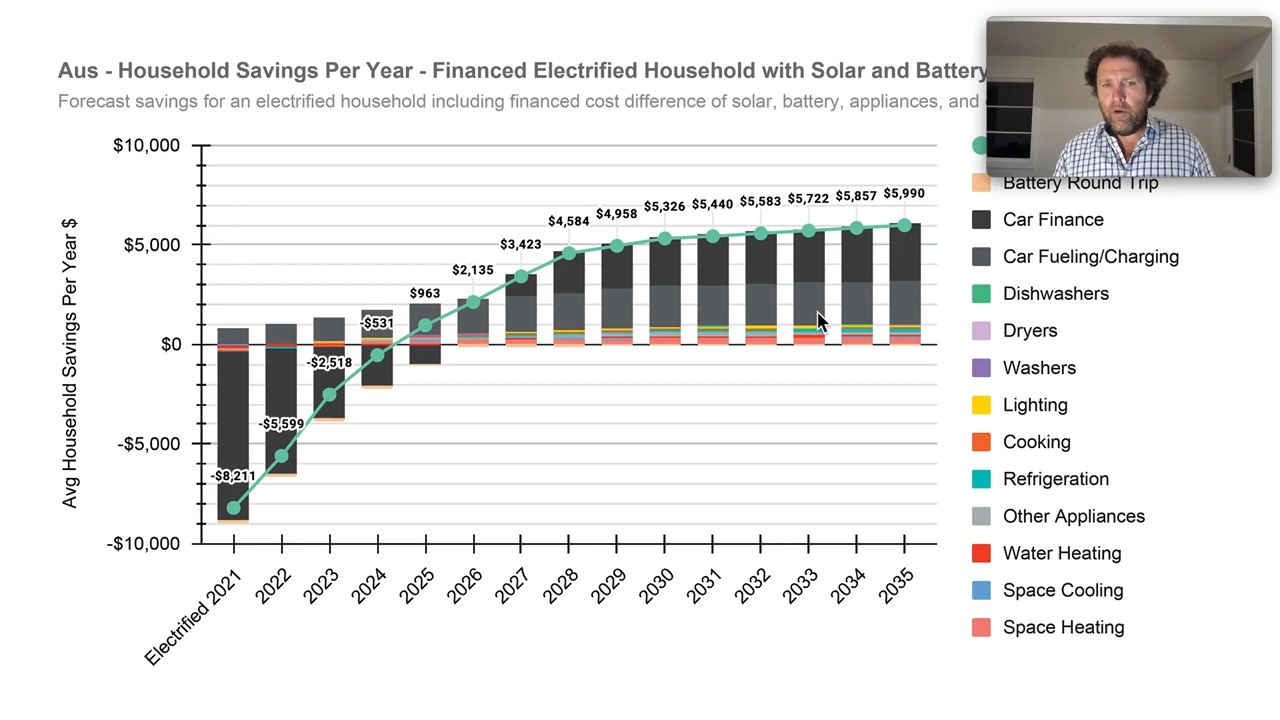 Aus - Household Savings Per Year - Financed Electrified Household with Solar and Battery
Forecast savings for an electrified household including financed cost difference of solar, battery, appliances, and
Avg Household Savings Per Year $
$10,000
$5,000
$0
-$5,000
-$10,000
-$8,211
-$5,599
-$2,518
-$531
$963
$2,135
$3,423
$4,584
$4,958
$5,326
$5,440
$5,583
$5,722
$5,857
$5,990
Electrified 2021
2022
2023
2024
2025
2026
2027
2028
2029
2030
2031
2032
2033
2034
2035
Battery Round Trip
Car Finance
Car Fueling/Charging
Dishwashers
Dryers
Washers
Lighting
Cooking
Refrigeration
Other Appliances
Water Heating
Space Cooling
Space Heating